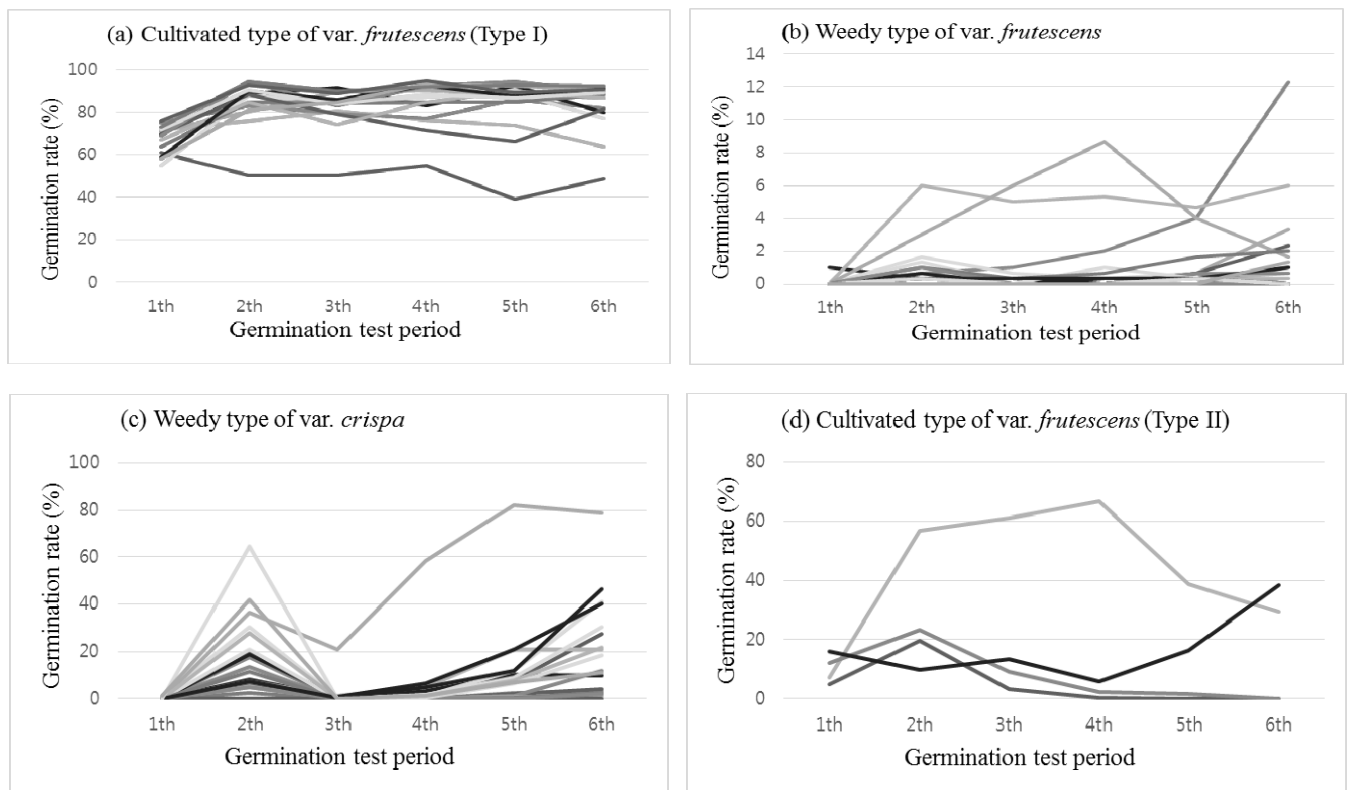 (a) Cultivated type of var. frutescens (Type I)
100
80
60
40
20
0
Germination rate (%)
1th 2th 3th 4th 5th 6th
Germination test period
(b) Weedy type of var. frutescens
14
12
10
8
6
4
2
0
Germination rate (%)
1th 2th 3th 4th 5th 6th
Germination test period
(c) Weedy type of var. crispa
100
80
60
40
20
0
Germination rate (%)
1th 2th 3th 4th 5th 6th
Germination test period
(d) Cultivated type of var. frutescens (Type II)
80
60
40
20
0
Germination rate (%)
1th 2th 3th 4th 5th 6th
Germination test period